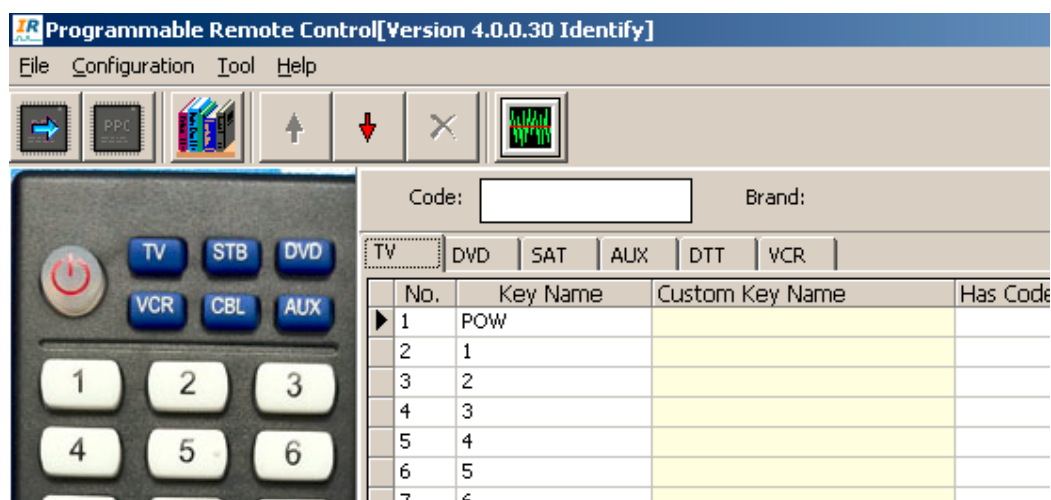 IR Programmable Remote Control[Version 4.0.0.30 Identify]
File Configuration Tool Help
PPC
Code: Brand:
TV STB DVD
VCR CBL AUX
TV DVD SAT AUX DTT VCR
No. Key Name Custom Key Name Has Code
1 POW
2 1
3 2
4 3
5 4
6 5
7 6
1 2 3
4 5 6